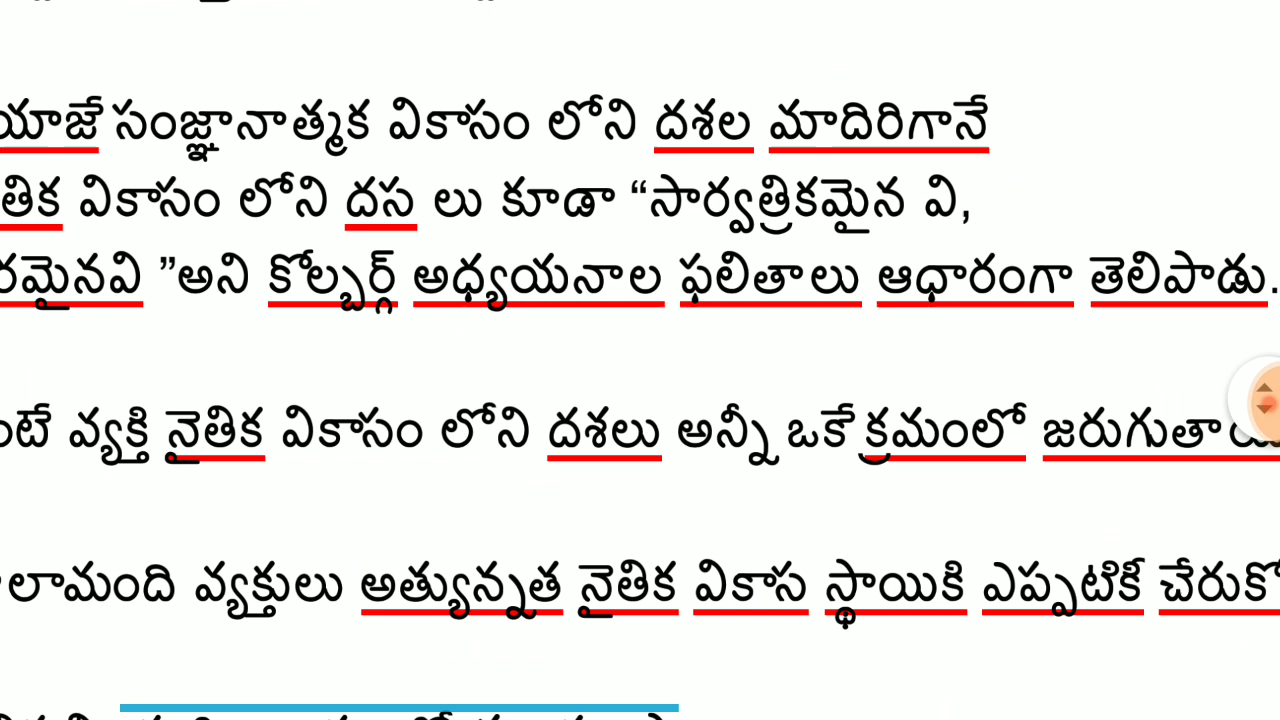 యాజే సంజ్ఞానాత్మక వికాసం లోని దశల మాదిరిగానే
తిక వికాసం లోని దస లు కూడా “సార్వత్రికమైన వి,
రమైనవి ”అని కోల్బర్గ్ అధ్యయనాల ఫలితాలు ఆధారంగా తెలిపాడు.
ంటే వ్యక్తి నైతిక వికాసం లోని దశలు అన్నీ ఒకే క్రమంలో
లామంది వ్యక్తులు అత్యున్నత నైతిక వికాస స్థాయికి ఎప్పటికీ చేరుకో